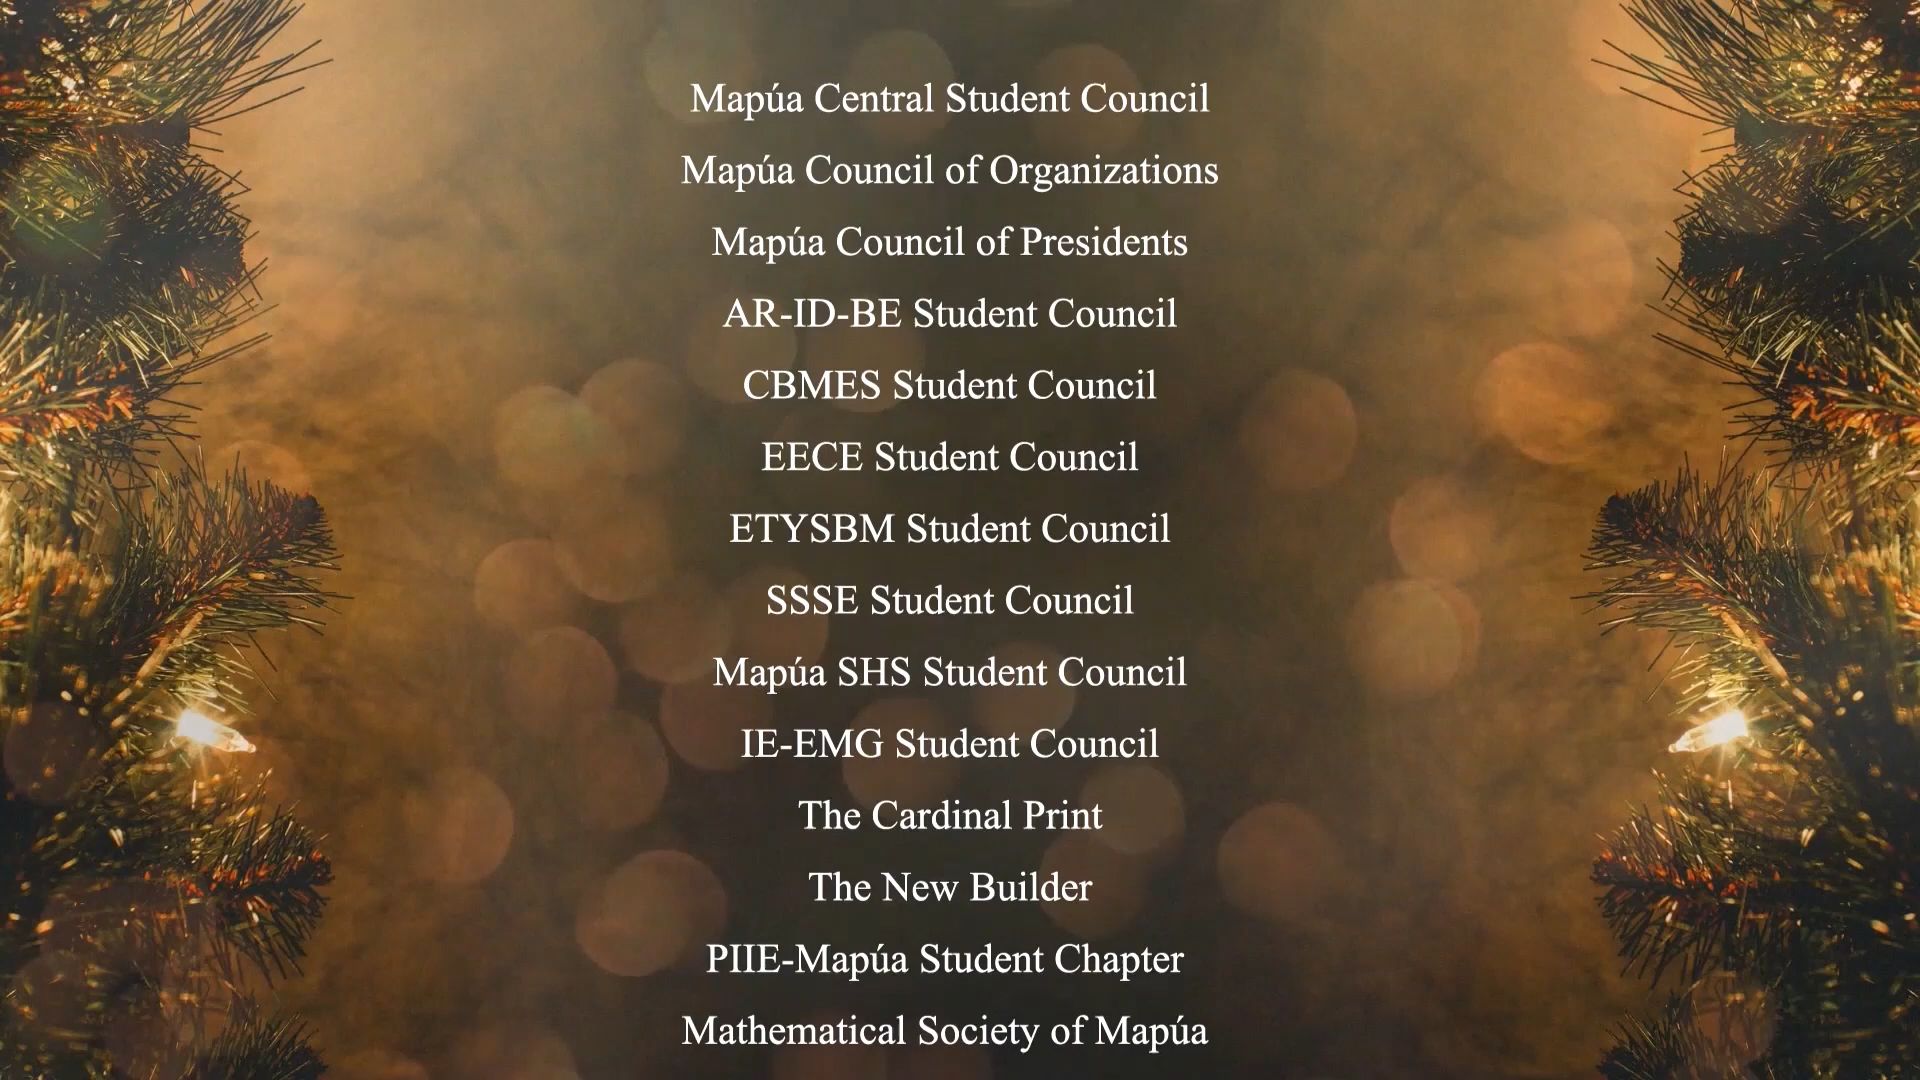 Mapúa Central Student Council
Mapúa Council of Organizations
Mapúa Council of Presidents
AR-ID-BE Student Council
CBMES Student Council
EECE Student Council
ETYSBM Student Council
SSSE Student Council
Mapúa SHS Student Council
IE-EMG Student Council
The Cardinal Print
The New Builder
PIIE-Mapúa Student Chapter
Mathematical Society of Mapúa